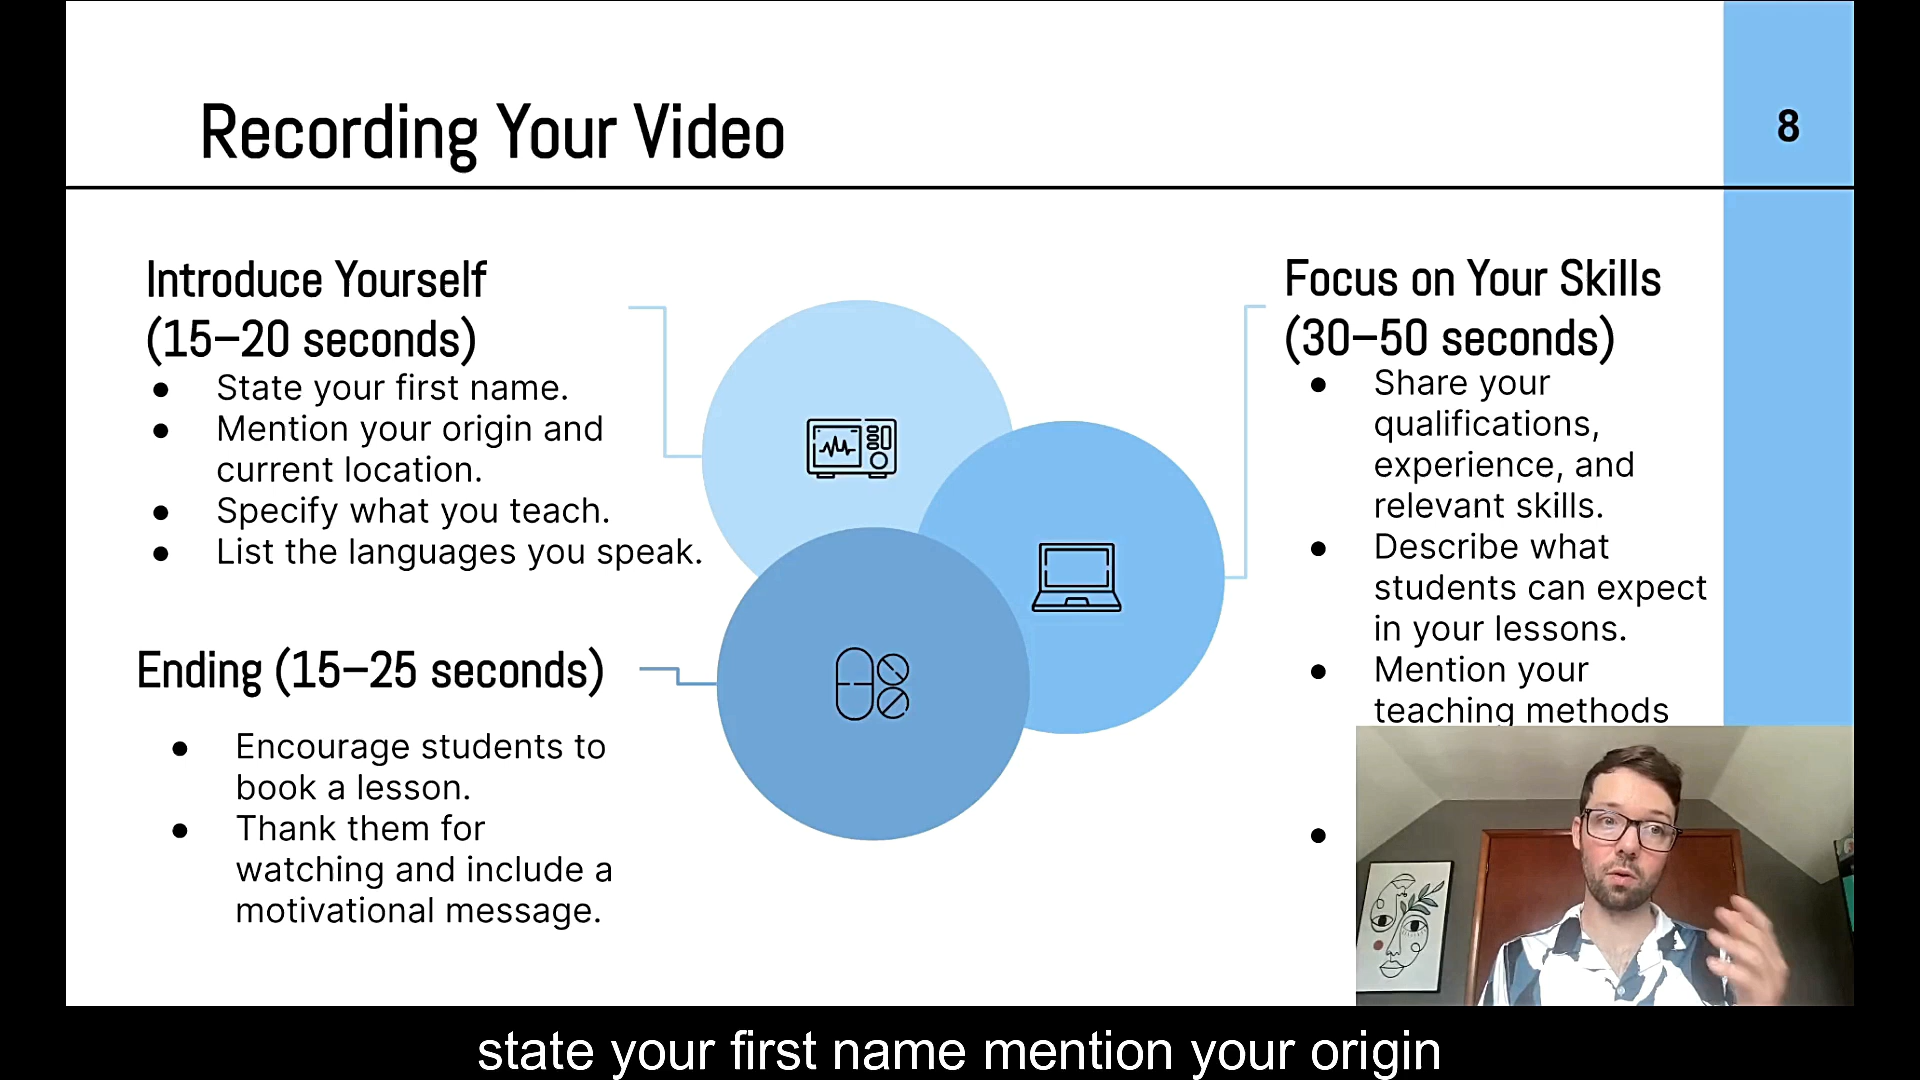 Recording Your Video
8
Introduce Yourself
(15–20 seconds)
● State your first name.
● Mention your origin and
current location.
● Specify what you teach.
● List the languages you speak.
Ending (15–25 seconds)
● Encourage students to
book a lesson.
● Thank them for
watching and include a
motivational message.
Focus on Your Skills
(30–50 seconds)
● Share your
qualifications,
experience, and
relevant skills.
● Describe what
students can expect
in your lessons.
● Mention your
teaching methods
●
state your first name mention your origin